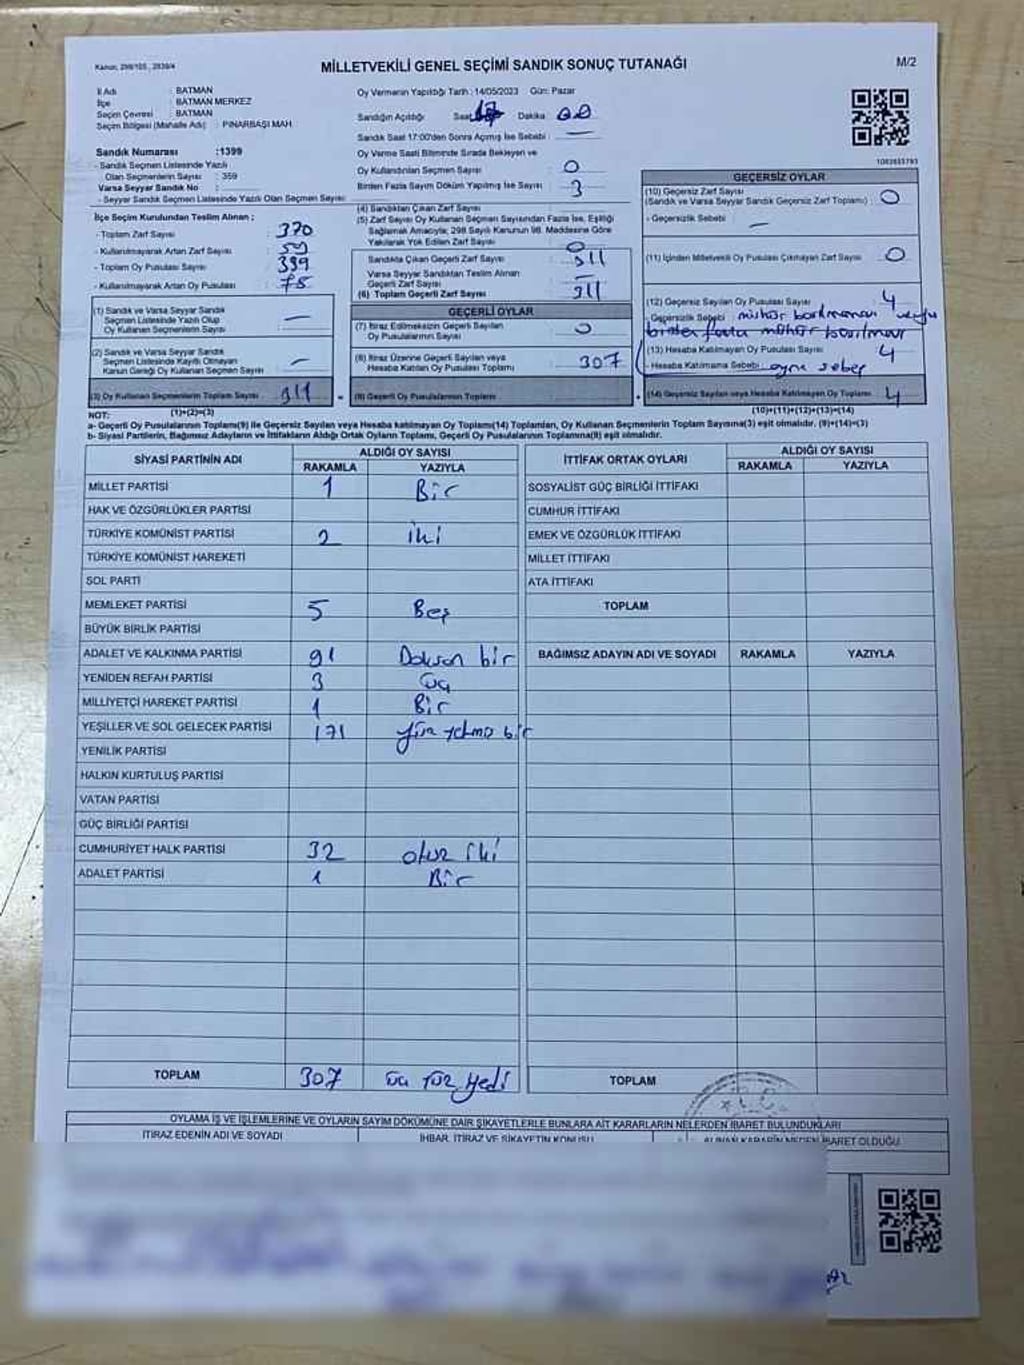 Kanun, 298/105, 2839/4
MİLLETVEKİLİ GENEL SEÇİMİ SANDIK SONUÇ TUTANAĞI
M/2
İl Adı : BATMAN
İlçe : BATMAN MERKEZ
Seçim Çevresi : BATMAN
Seçim Bölgesi (Mahalle Adı) : PINARBAŞI MAH.
Sandık Numarası :1399
- Sandık Seçmen Listesinde Yazılı
Olan Seçmenlerin Sayısı : 359
Varsa Seyyar Sandık No :
- Seyyar Sandık Seçmen Listesinde Yazılı Olan Seçmen Sayısı:
İlçe Seçim Kurulundan Teslim Alınan ;
- Toplam Zarf Sayısı : 370
- Kullanılmayarak Artan Zarf Sayısı : 59
- Toplam Oy Pusulası Sayısı
- Kullanılmayarak Artan Oy Pusulası : 75
Oy Vermenin Yapıldığı Tarih : 14/05/2023 Gün: Pazar
Sandığın Açıldığı Saat 17 Dakika 00
Sandık Saat 17:00'den Sonra Açılmış İse Sebebi : —
Oy Verme Saati Bitiminde Sırada Bekleyen ve
Oy Kullandırılan Seçmen Sayısı : 0
Birden Fazla Sayım Döküm Yapılmış İse Sayısı : 3
(4) Sandıktan Çıkan Zarf Sayısı :
(5) Zarf Sayısı Oy Kullanan Seçmen Sayısından Fazla İse, Eşitliği
Sağlamak Amacıyla; 298 Sayılı Kanunun 98. Maddesine Göre
Yakılarak Yok Edilen Zarf Sayısı : 0
Sandıkta Çıkan Geçerli Zarf Sayısı : 311
Varsa Seyyar Sandıktan Teslim Alınan
Geçerli Zarf Sayısı : —
(6) Toplam Geçerli Zarf Sayısı : 311
GEÇERLİ OYLAR
(7) İtiraz Edilmeksizin Geçerli Sayılan
Oy Pusulalarının Sayısı : 0
(8) İtiraz Üzerine Geçerli Sayılan veya
Hesaba Katılan Oy Pusulası Toplamı : 307
(9) Geçerli Oy Pusulalarının Toplamı :
1083655793
GEÇERSİZ OYLAR
(10) Geçersiz Zarf Sayısı
(Sandık ve Varsa Seyyar Sandık Geçersiz Zarf Toplamı) : 0
- Geçersizlik Sebebi : —
(11) İçinden Milletvekili Oy Pusulası Çıkmayan Zarf Sayısı : 0
(12) Geçersiz Sayılan Oy Pusulası Sayısı : 4
- Geçersizlik Sebebi : mühür basılmaması veya
birden fazla mühür basılması
(13) Hesaba Katılmayan Oy Pusulası Sayısı : 4
- Hesaba Katılmama Sebebi : aynı sebep
(14) Geçersiz Sayılan veya Hesaba Katılmayan Oy Toplamı : 4
(1) Sandık ve Varsa Seyyar Sandık
Seçmen Listesinde Yazılı Olup
Oy Kullanan Seçmenlerin Sayısı : —
(2) Sandık ve Varsa Seyyar Sandık
Seçmen Listesinde Kayıtlı Olmayan
Kanun Gereği Oy Kullanan Seçmen Sayısı : —
(3) Oy Kullanan Seçmenlerin Toplam Sayısı : 311
NOT: (1)+(2)=(3) (10)+(11)+(12)+(13)=(14)
a- Geçerli Oy Pusulalarının Toplamı(9) ile Geçersiz Sayılan veya Hesaba katılmayan Oy Toplamı(14) Toplamları, Oy Kullanan Seçmenlerin Toplam Sayısına(3) eşit olmalıdır. (9)+(14)=(3)
b- Siyasi Partilerin, Bağımsız Adayların ve İttifakların Aldığı Ortak Oyların Toplamı, Geçerli Oy Pusulalarının Toplamına(9) eşit olmalıdır.
SİYASİ PARTİNİN ADI ALDIĞI OY SAYISI
RAKAMLA YAZIYLA
MİLLET PARTİSİ 1 Bir
HAK VE ÖZGÜRLÜKLER PARTİSİ
TÜRKİYE KOMÜNİST PARTİSİ 2 iki
TÜRKİYE KOMÜNİST HAREKETİ
SOL PARTİ
MEMLEKET PARTİSİ 5 Beş
BÜYÜK BİRLİK PARTİSİ
ADALET VE KALKINMA PARTİSİ 91 Doksan bir
YENİDEN REFAH PARTİSİ 3 üç
MİLLİYETÇİ HAREKET PARTİSİ 1 Bir
YEŞİLLER VE SOL GELECEK PARTİSİ 171 yüz yetmiş bir
YENİLİK PARTİSİ
HALKIN KURTULUŞ PARTİSİ
VATAN PARTİSİ
GÜÇ BİRLİĞİ PARTİSİ
CUMHURİYET HALK PARTİSİ 32 otuz iki
ADALET PARTİSİ 1 Bir
TOPLAM 307 üç yüz yedi
İTTİFAK ORTAK OYLARI ALDIĞI OY SAYISI
RAKAMLA YAZIYLA
SOSYALİST GÜÇ BİRLİĞİ İTTİFAKI
CUMHUR İTTİFAKI
EMEK VE ÖZGÜRLÜK İTTİFAKI
MİLLET İTTİFAKI
ATA İTTİFAKI
TOPLAM
BAĞIMSIZ ADAYIN ADI VE SOYADI RAKAMLA YAZIYLA
TOPLAM
OYLAMA İŞ VE İŞLEMLERİNE VE OYLARIN SAYIM DÖKÜMÜNE DAİR ŞİKAYETLERLE BUNLARA AİT KARARLARIN NELERDEN İBARET BULUNDUKLARI
İTİRAZ EDENİN ADI VE SOYADI İHBAR, İTİRAZ VE ŞİKAYETİN KONUSU ALINAN KARARIN NEDEN İBARET OLDUĞU